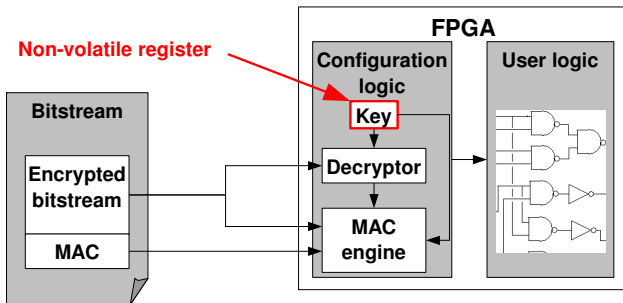 FPGA
Non-volatile register
Configuration
logic
User logic
Key
Bitstream
Encrypted
bitstream
Decryptor
MAC
MAC
engine